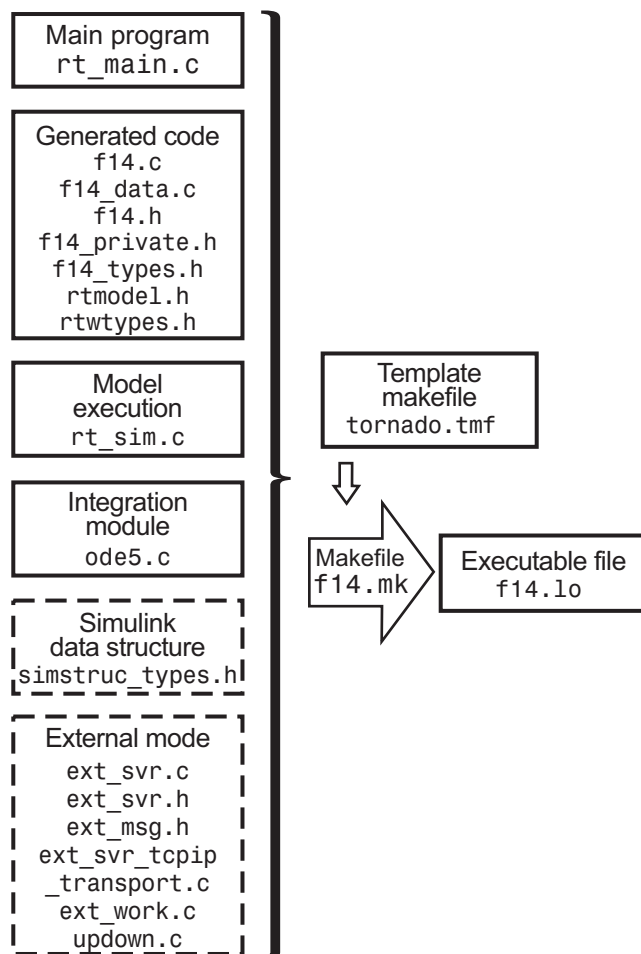 Main program
rt_main.c
Generated code
f14.c
f14_data.c
f14.h
f14_private.h
f14_types.h
rtmodel.h
rtwtypes.h
Model
execution
rt_sim.c
Integration
module
ode5.c
Simulink
data structure
simstruc_types.h
External mode
ext_svr.c
ext_svr.h
ext_msg.h
ext_svr_tcpip
_transport.c
ext_work.c
updown.c
Template
makefile
tornado.tmf
Makefile
f14.mk
Executable file
f14.lo